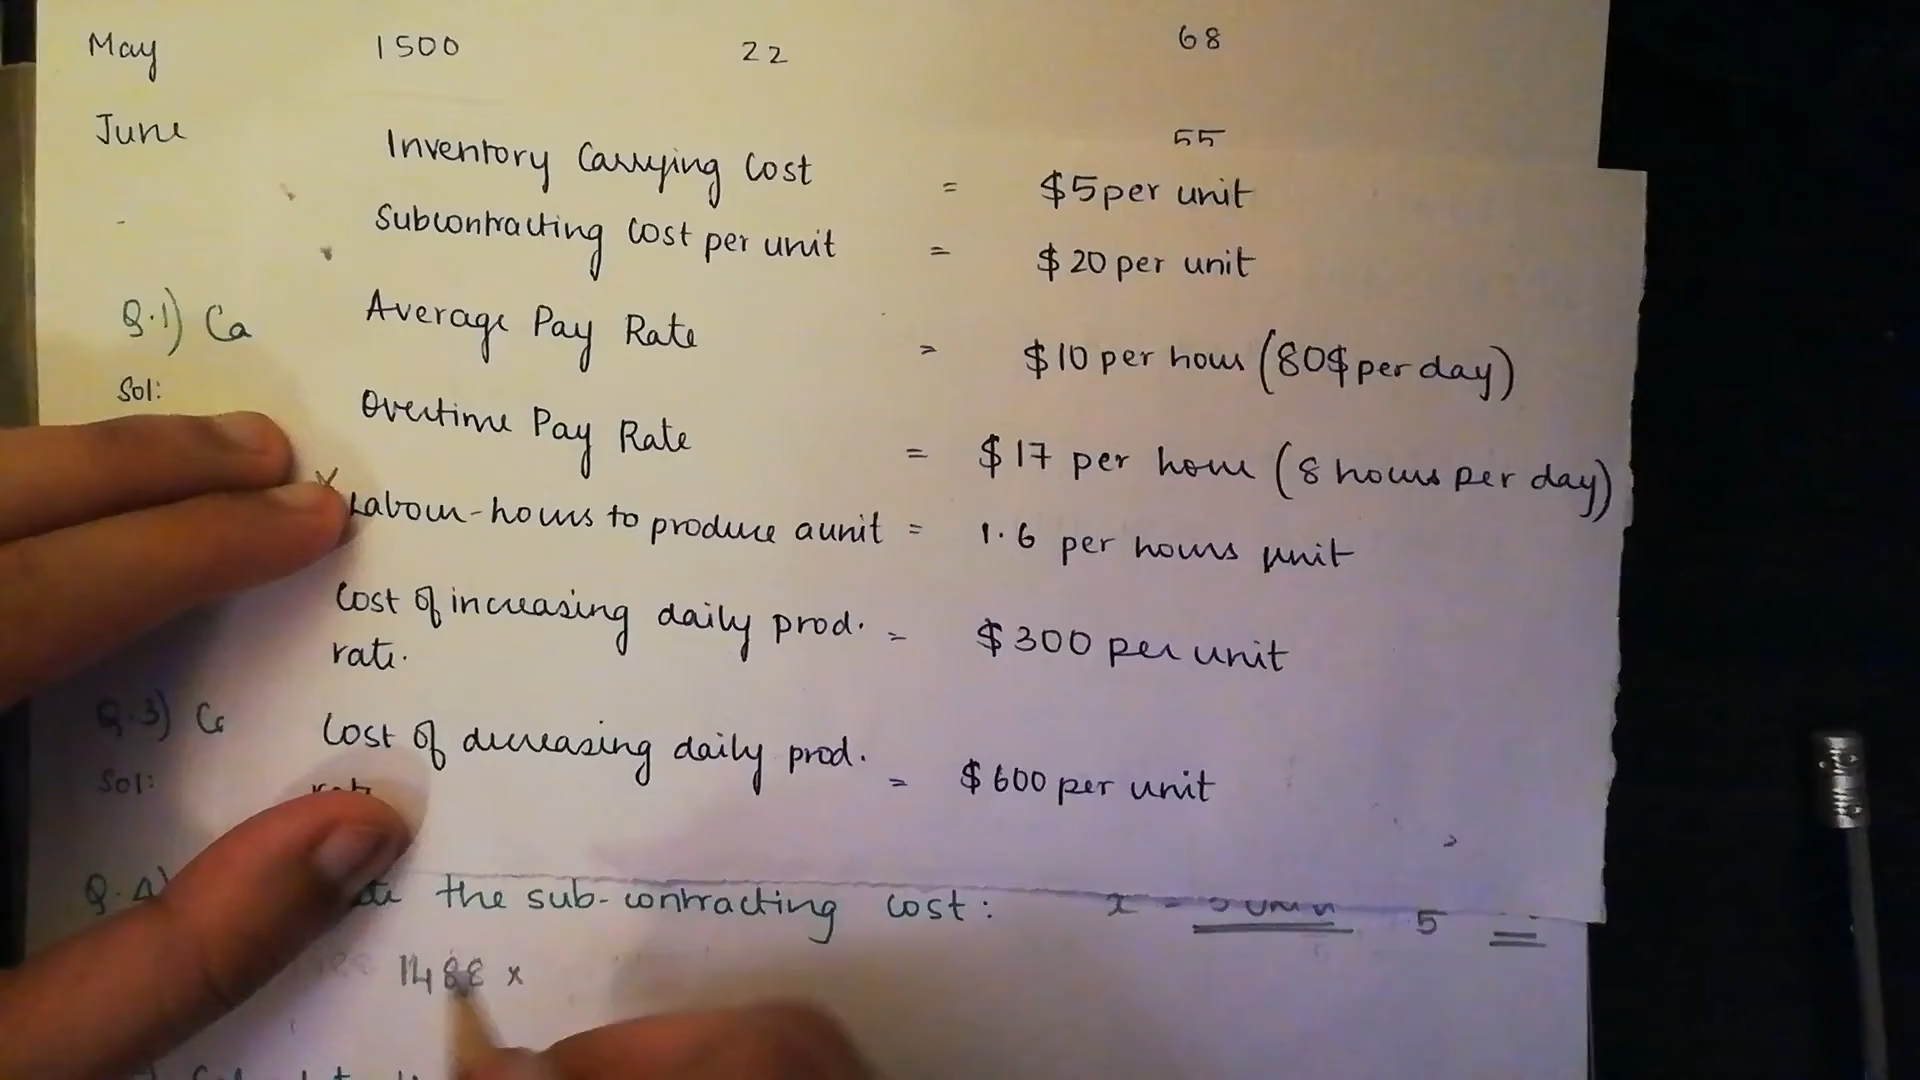 May 1500 22 68
June 55
Inventory Carrying Cost = $5 per unit
Subcontracting Cost per unit = $20 per unit
Q.1) Ca
Average Pay Rate = $10 per hour (80$ per day)
Sol:
Overtime Pay Rate = $17 per hour (8 hours per day)
Labour-hours to produce a unit = 1.6 per hours unit
Cost of increasing daily prod. = $300 per unit
rate.
Q.3)
Cost of decreasing daily prod. = $600 per unit
Sol:
the sub-contracting cost: x 5
1488 x